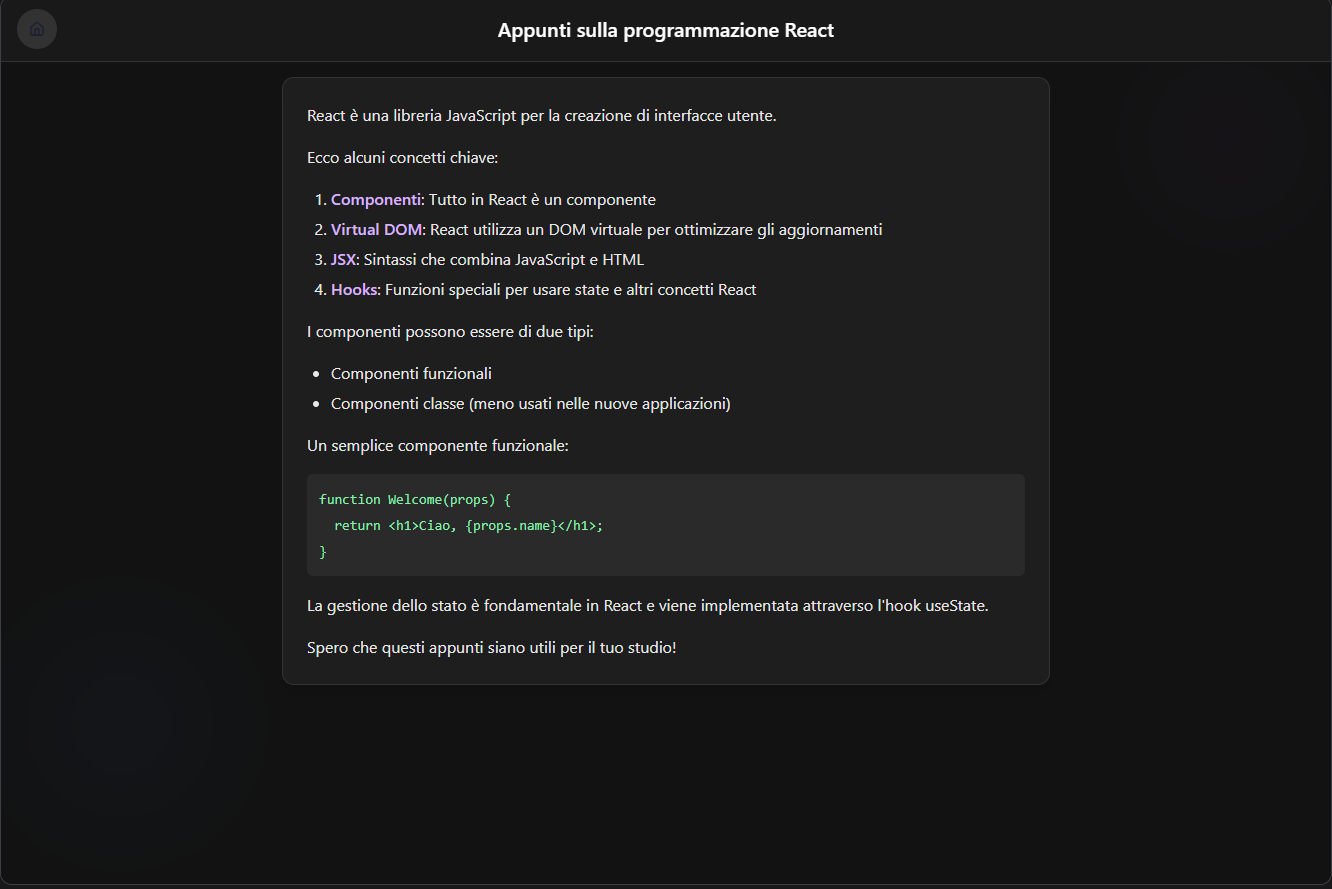 Appunti sulla programmazione React
React è una libreria JavaScript per la creazione di interfacce utente.
Ecco alcuni concetti chiave:
1. Componenti: Tutto in React è un componente
2. Virtual DOM: React utilizza un DOM virtuale per ottimizzare gli aggiornamenti
3. JSX: Sintassi che combina JavaScript e HTML
4. Hooks: Funzioni speciali per usare state e altri concetti React
I componenti possono essere di due tipi:
• Componenti funzionali
• Componenti classe (meno usati nelle nuove applicazioni)
Un semplice componente funzionale:
function Welcome(props) {
  return <h1>Ciao, {props.name}</h1>;
}
La gestione dello stato è fondamentale in React e viene implementata attraverso l'hook useState.
Spero che questi appunti siano utili per il tuo studio!